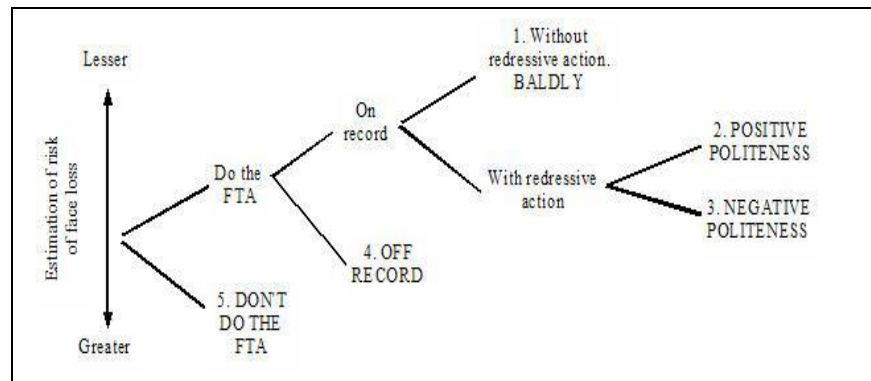 Lesser
Estimation of risk
of face loss
Greater
Do the
FTA
5. DON'T
DO THE
FTA
On
record
4. OFF
RECORD
1. Without
redressive action.
BALDLY
With redressive
action
2. POSITIVE
POLITENESS
3. NEGATIVE
POLITENESS